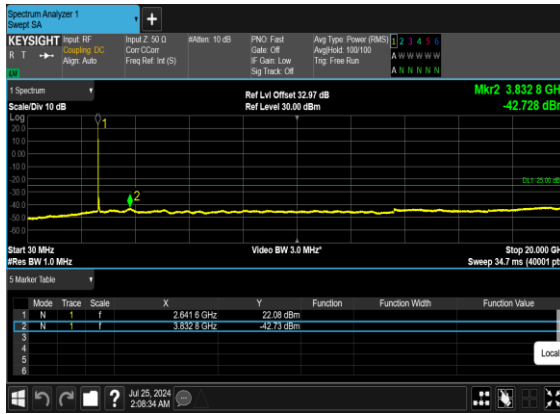 Spectrum Analyzer 1
Swept SA
+
KEYSIGHT Input: RF Input Z: 50 Ω #Atten: 10 dB PNO: Fast Avg Type: Power (RMS) 1 2 3 4 5 6
R T Coupling: DC Corr CCorr Gate: Off Avg|Hold: 100/100 A W W W W W
Align: Auto Freq Ref: Int (S) IF Gain: Low Trig: Free Run
Sig Track: Off A N N N N N
1 Spectrum
Scale/Div 10 dB
Ref Lvl Offset 32.97 dB
Ref Level 30.00 dBm
Mkr2 3.832 8 GH
-42.728 dBm
Log
20.0
10.0
0.00
-10.0
-20.0
-30.0
-40.0
-50.0
-60.0
1
2
DL1 -25.00 dB
Start 30 MHz Video BW 3.0 MHz* Stop 20.000 GH
#Res BW 1.0 MHz Sweep 34.7 ms (40001 pts
5 Marker Table
Mode Trace Scale X Y Function Function Width Function Value
1 N 1 f 2.641 6 GHz 22.08 dBm
2 N 1 f 3.832 8 GHz -42.73 dBm
3
4
5
6
Local
? Jul 25, 2024
2:08:34 AM